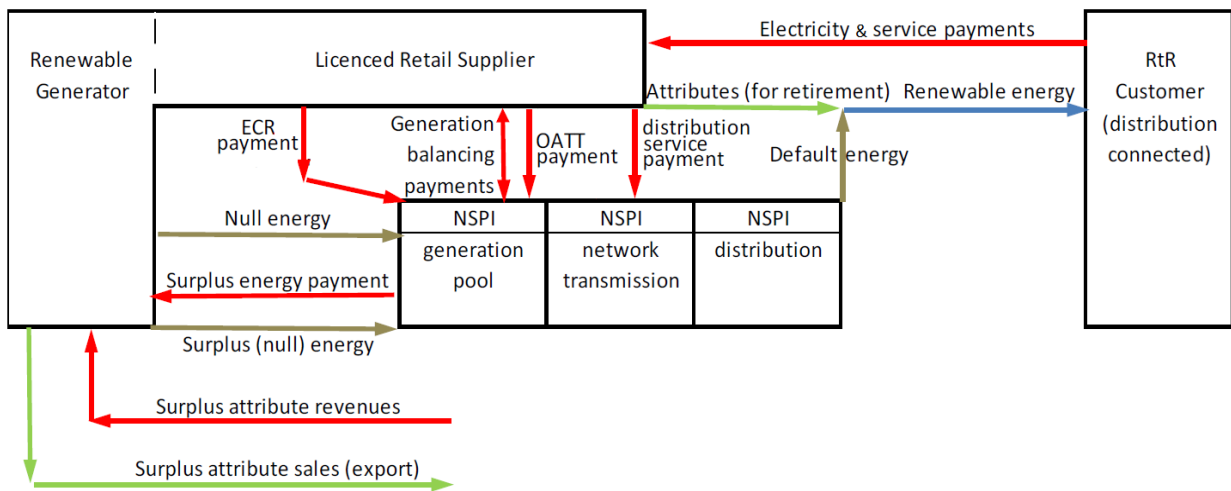 Renewable
Generator
Licenced Retail Supplier
Electricity & service payments
RtR
Customer
(distribution
connected)
Attributes (for retirement)
Renewable energy
ECR
payment
Generation
balancing
payments
OATT
payment
distribution
service
payment
Default energy
Null energy
NSPI
generation
pool
NSPI
network
transmission
NSPI
distribution
Surplus energy payment
Surplus (null) energy
Surplus attribute revenues
Surplus attribute sales (export)